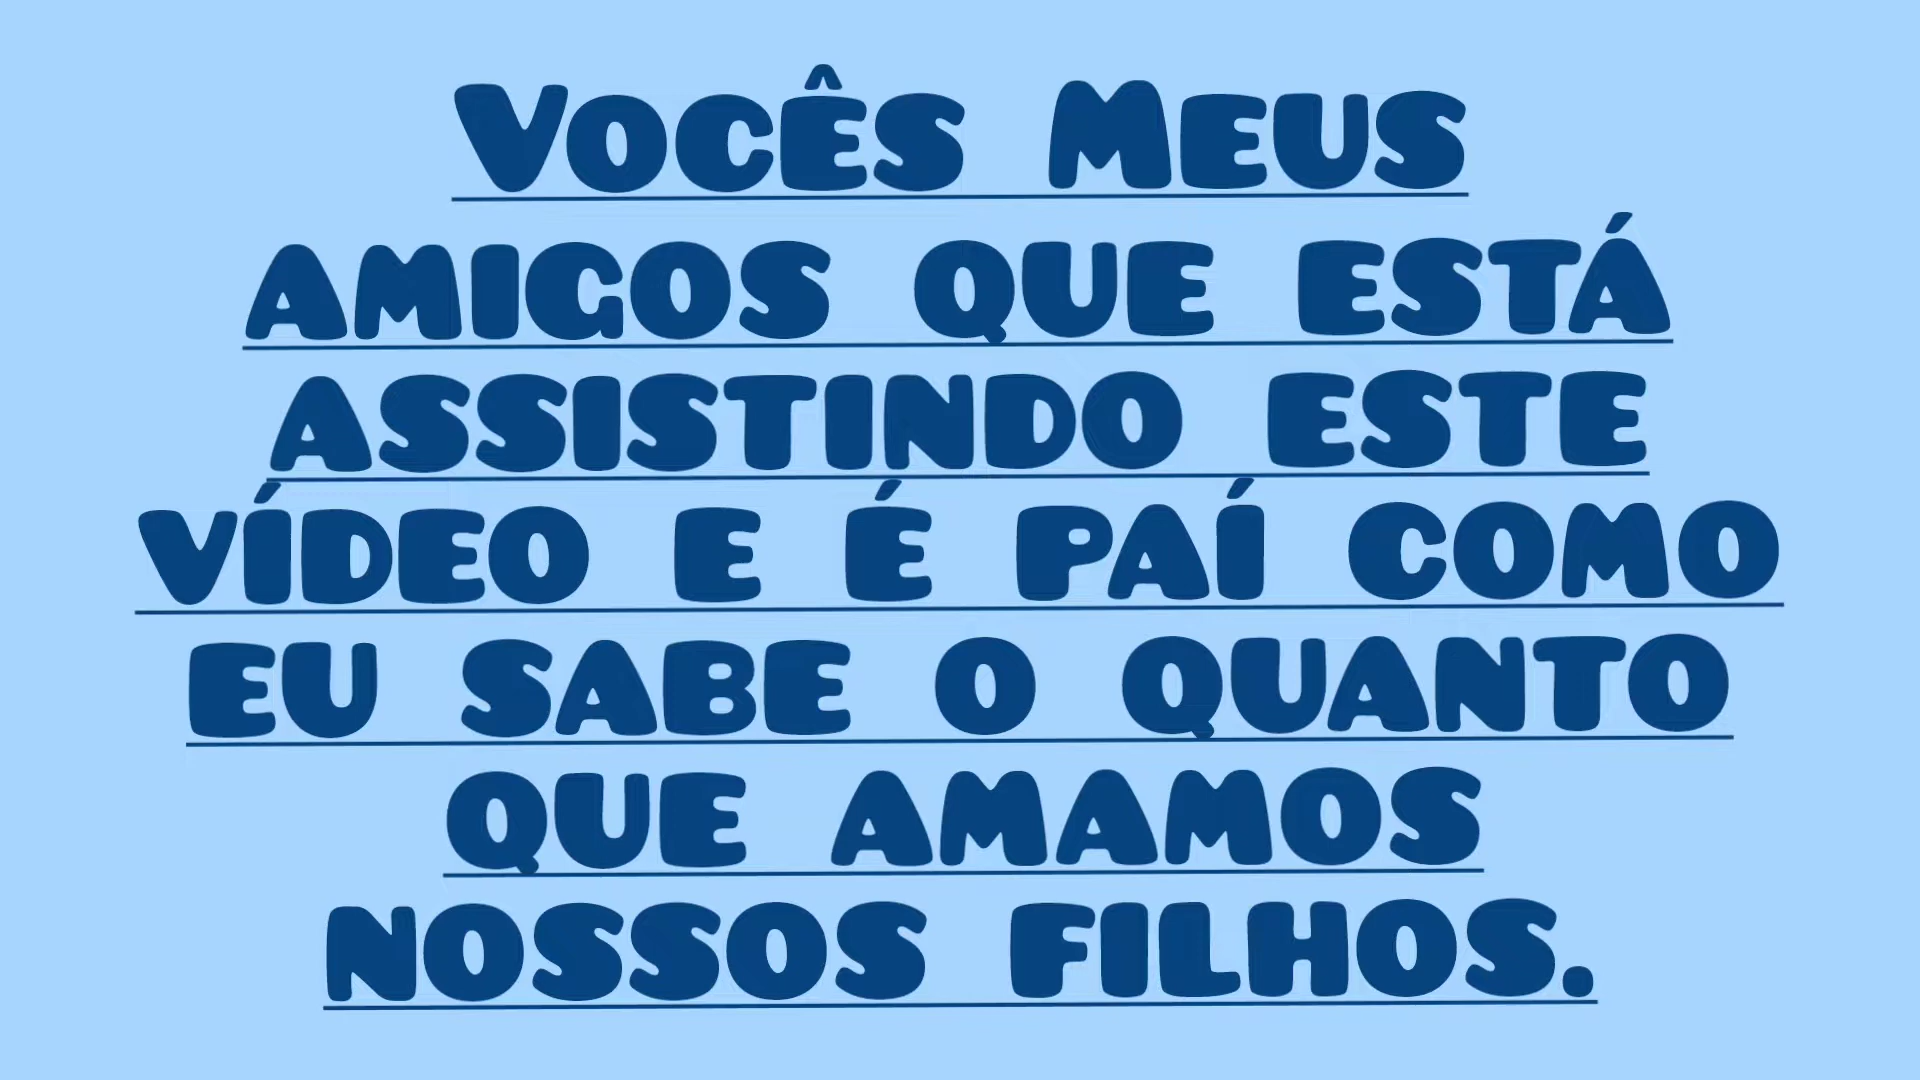 Vocês Meus
amigos que está
assistindo este
vídeo e é paí como
eu sabe o quanto
que amamos
nossos filhos.